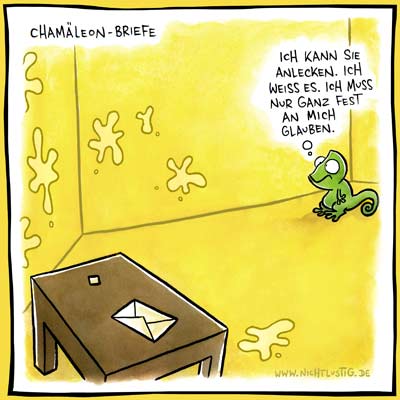 CHAMÄLEON-BRIEFE
ICH KANN SIE
ANLECKEN. ICH
WEISS ES. ICH MUSS
NUR GANZ FEST
AN MICH
GLAUBEN.
WWW.NICHTLUSTIG.DE